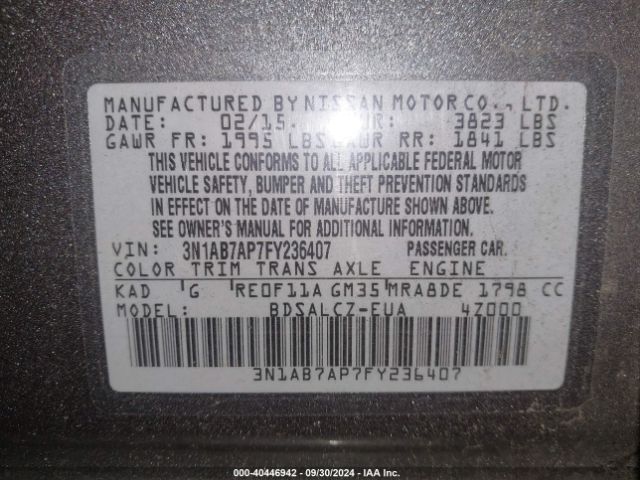 MANUFACTURED BY NISSAN MOTOR CO., LTD.
DATE: 02/15 VWR: 3823 LBS
GAWR FR: 1995 LBS GAWR RR: 1841 LBS
THIS VEHICLE CONFORMS TO ALL APPLICABLE FEDERAL MOTOR
VEHICLE SAFETY, BUMPER AND THEFT PREVENTION STANDARDS
IN EFFECT ON THE DATE OF MANUFACTURE SHOWN ABOVE.
SEE OWNER'S MANUAL FOR ADDITIONAL INFORMATION.
VIN: 3N1AB7AP7FY236407 PASSENGER CAR.
COLOR TRIM TRANS AXLE ENGINE
KAD G RE0F11A GM35 MRA8DE 1798 CC
MODEL: BDSALCZ-EUA 4Z000
3N1AB7AP7FY236407
000-40446942 - 09/30/2024 - IAA Inc.